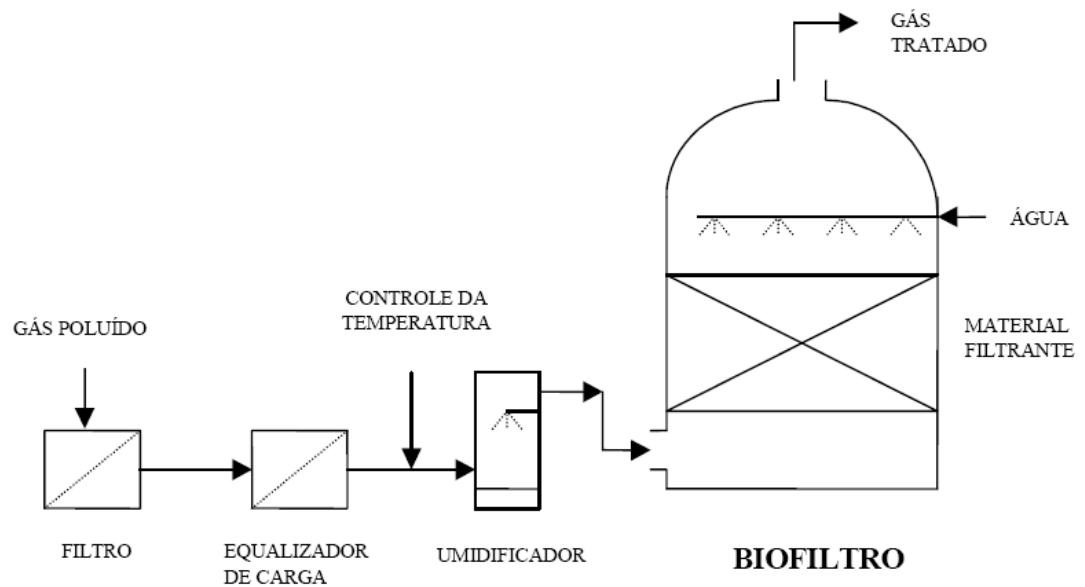 GÁS
TRATADO
ÁGUA
CONTROLE DA
TEMPERATURA
GÁS POLUÍDO
MATERIAL
FILTRANTE
FILTRO
EQUALIZADOR
DE CARGA
UMIDIFICADOR
BIOFILTRO